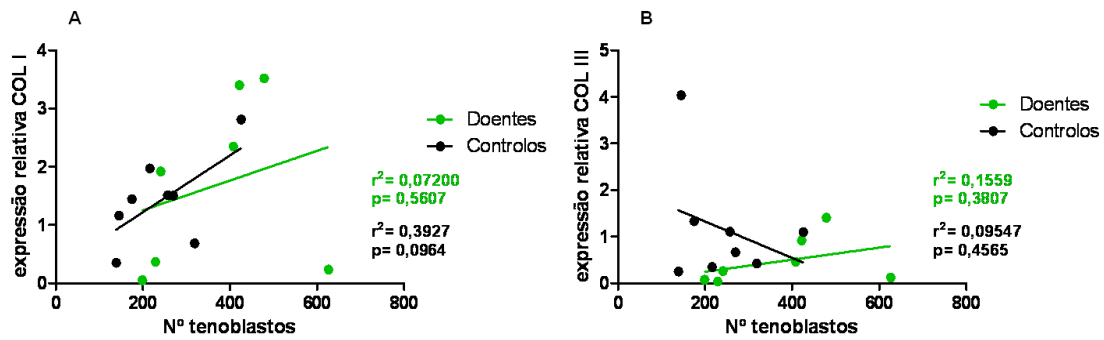 A
expressão relativa COL I
4
3
2
1
0
0
200
400
600
800
Nº tenoblastos
Doentes
Controlos
r²= 0,07200
p= 0,5607
r²= 0,3927
p= 0,0964
B
expressão relativa COL III
5
4
3
2
1
0
0
200
400
600
800
Nº tenoblastos
Doentes
Controlos
r²= 0,1559
p= 0,3807
r²= 0,09547
p= 0,4565